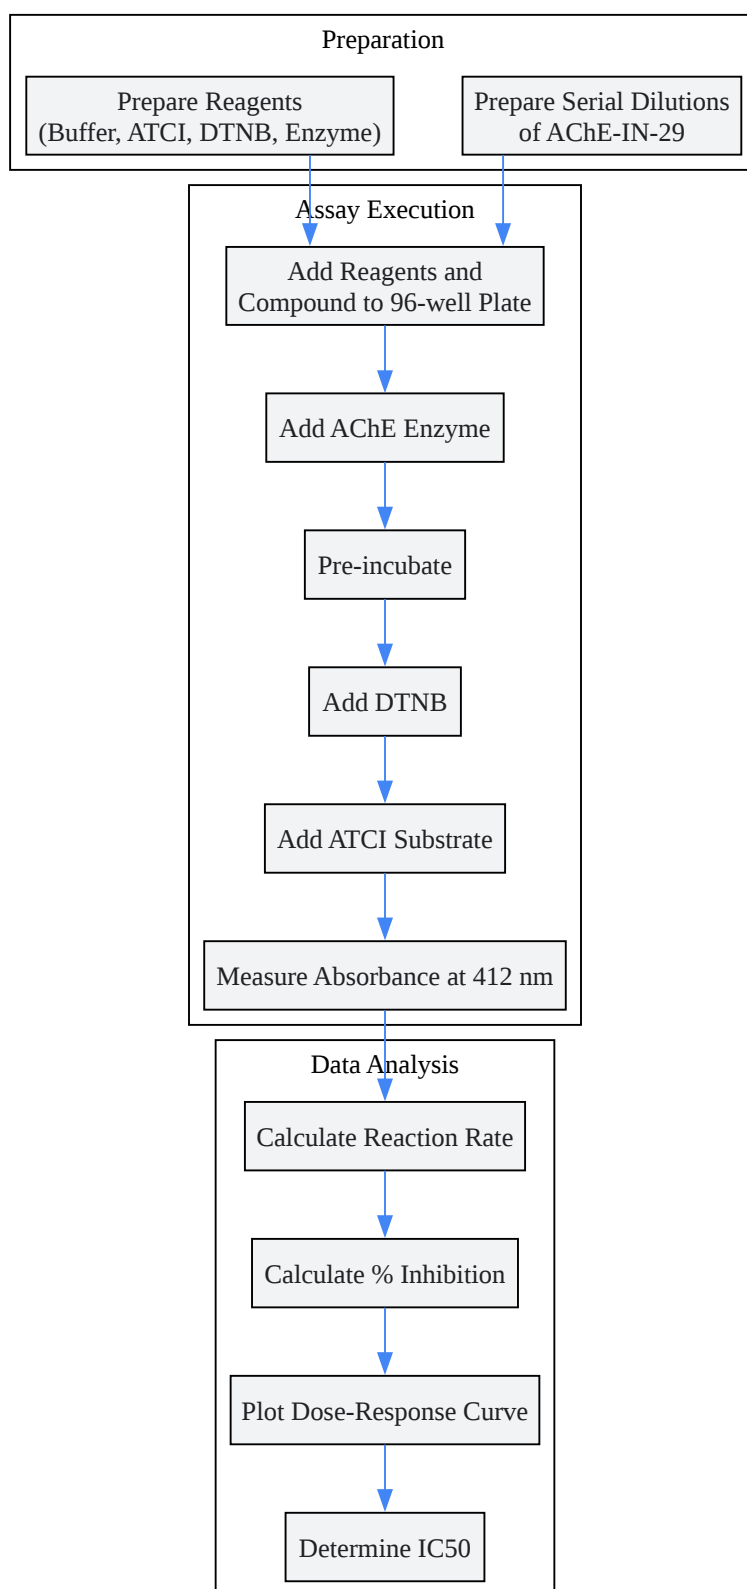 Preparation
Prepare Reagents
(Buffer, ATCI, DTNB, Enzyme)
Prepare Serial Dilutions
of AChE-IN-29
Assay Execution
Add Reagents and
Compound to 96-well Plate
Add AChE Enzyme
Pre-incubate
Add DTNB
Add ATCI Substrate
Measure Absorbance at 412 nm
Data Analysis
Calculate Reaction Rate
Calculate % Inhibition
Plot Dose-Response Curve
Determine IC50